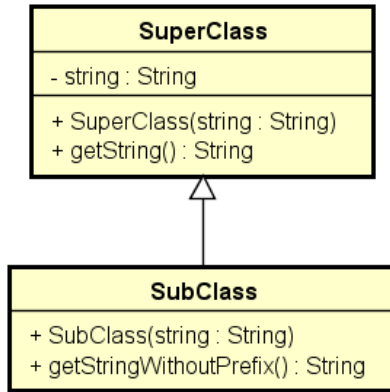 SuperClass
- string : String
+ SuperClass(string : String)
+ getString() : String
SubClass
+ SubClass(string : String)
+ getStringWithoutPrefix() : String